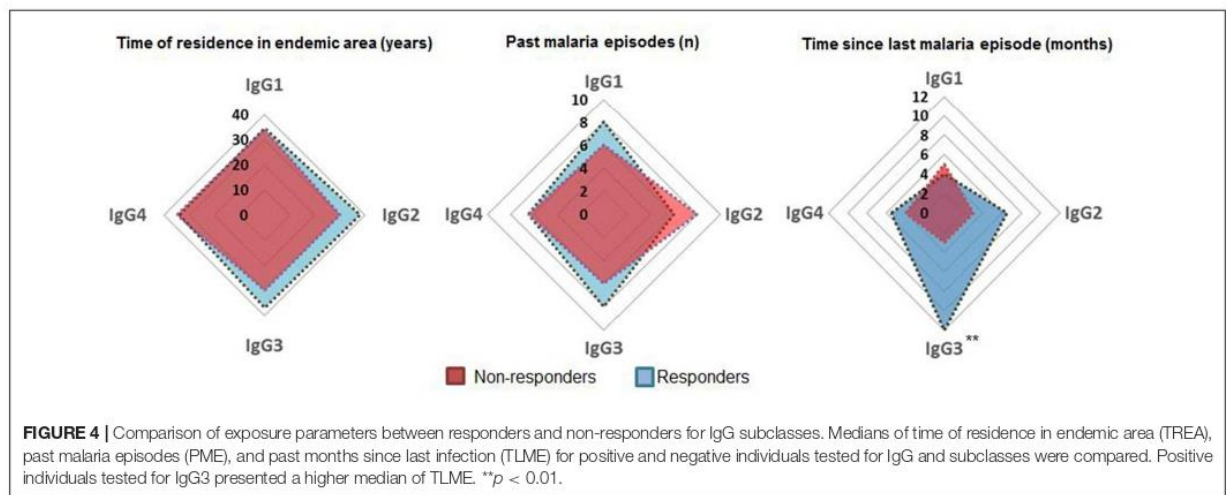 Time of residence in endemic area (years)
IgG1
40
30
20
10
0
IgG4
IgG2
IgG3
Past malaria episodes (n)
IgG1
10
8
6
4
2
0
IgG4
IgG2
IgG3
Time since last malaria episode (months)
IgG1
12
10
8
6
4
2
0
IgG4
IgG2
IgG3**
Non-responders
Responders
FIGURE 4 | Comparison of exposure parameters between responders and non-responders for IgG subclasses. Medians of time of residence in endemic area (TREA),
past malaria episodes (PME), and past months since last infection (TLME) for positive and negative individuals tested for IgG and subclasses were compared. Positive
individuals tested for IgG3 presented a higher median of TLME. **p < 0.01.